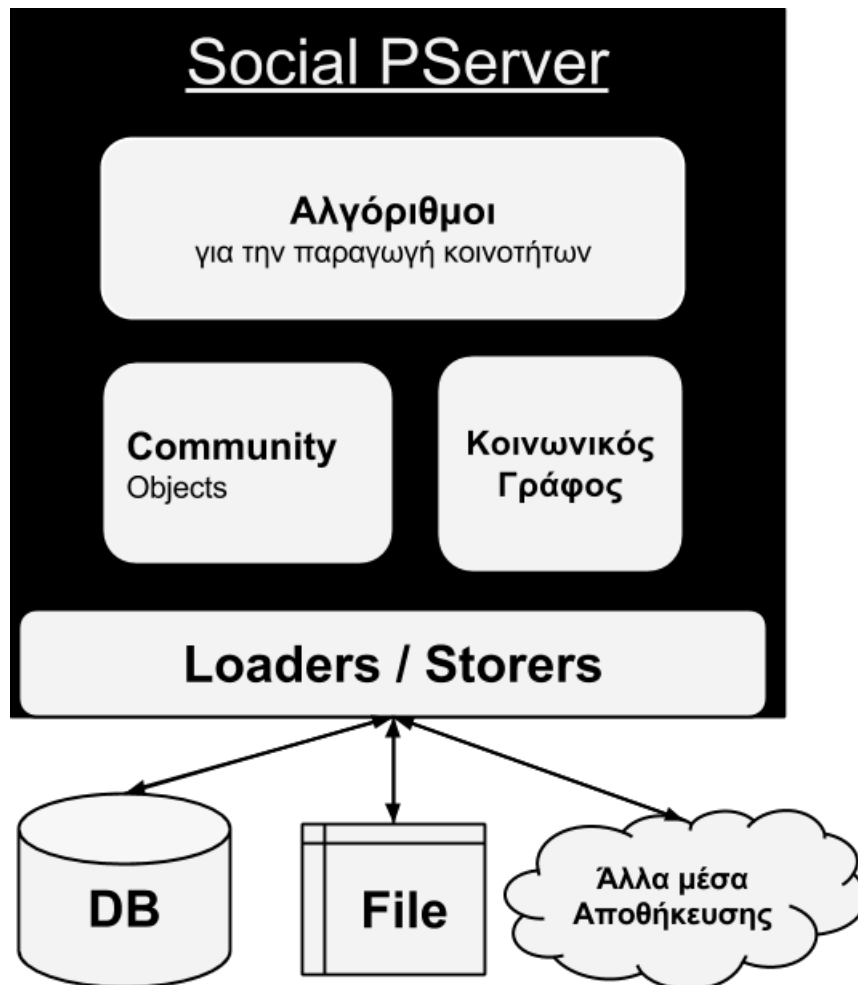 Social PServer
Αλγόριθμοι
για την παραγωγή κοινοτήτων
Community
Objects
Κοινωνικός
Γράφος
Loaders / Storers
DB
File
Άλλα μέσα
Αποθήκευσης